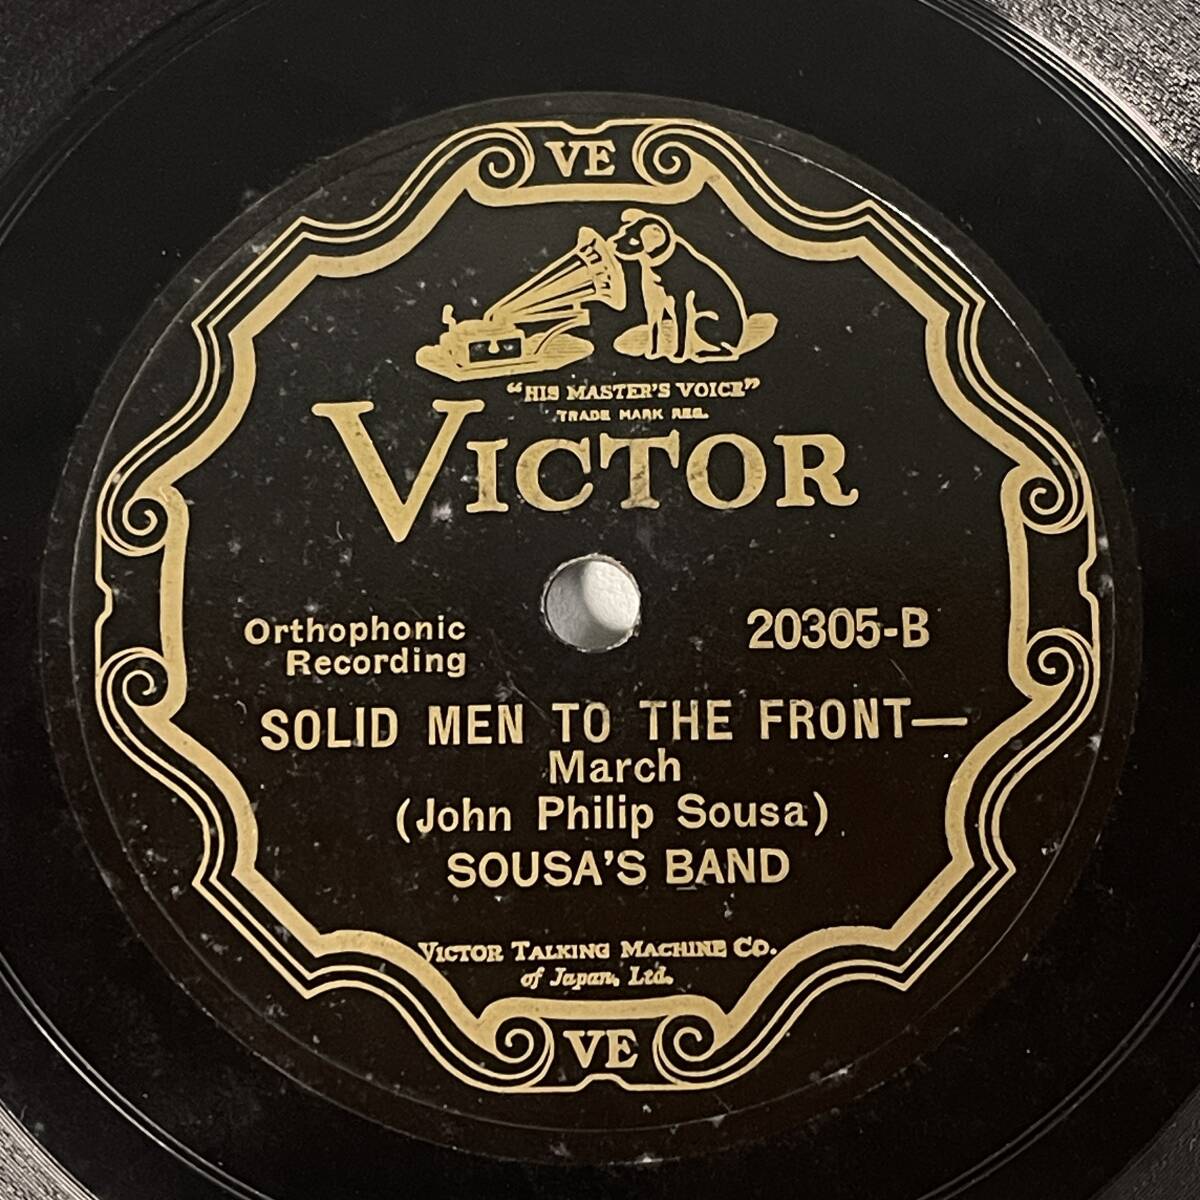 VE
"HIS MASTER'S VOICE"
TRADE MARK REG.
VICTOR
Orthophonic
Recording
20305-B
SOLID MEN TO THE FRONT—
March
(John Philip Sousa)
SOUSA'S BAND
VICTOR TALKING MACHINE CO.
of Japan, Ltd.
VE